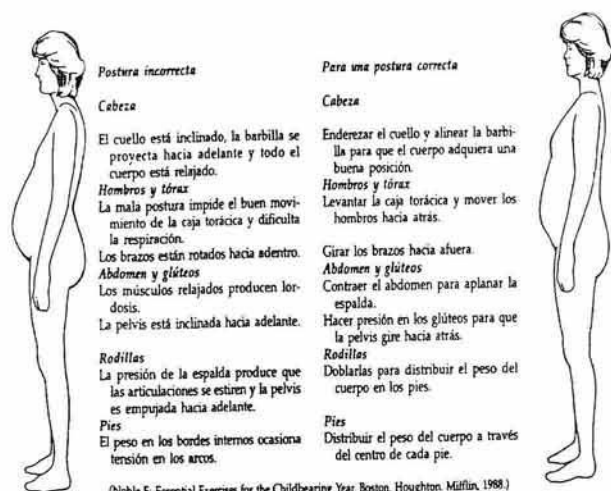 Postura incorrecta
Cabeza
El cuello está inclinado, la barbilla se
proyecta hacia adelante y todo el
cuerpo está relajado.
Hombros y tórax
La mala postura impide el buen movi-
miento de la caja torácica y dificulta
la respiración.
Los brazos están rotados hacia adentro.
Abdomen y glúteos
Los músculos relajados producen lor-
dosis.
La pelvis está inclinada hacia adelante.
Rodillas
La presión de la espalda produce que
las articulaciones se estiren y la pelvis
es empujada hacia adelante.
Pies
El peso en los bordes internos ocasiona
tensión en los arcos.
Para una postura correcta
Cabeza
Enderezar el cuello y alinear la barbi-
lla para que el cuerpo adquiera una
buena posición.
Hombros y tórax
Levantar la caja torácica y mover los
hombros hacia atrás.
Girar los brazos hacia afuera.
Abdomen y glúteos
Contraer el abdomen para aplanar la
espalda.
Hacer presión en los glúteos para que
la pelvis gire hacia atrás.
Rodillas
Doblarlas para distribuir el peso del
cuerpo en los pies.
Pies
Distribuir el peso del cuerpo a través
del centro de cada pie.
(Noble E: Essential Exercises for the Childbearing Year. Boston, Houghton, Mifflin, 1988.)